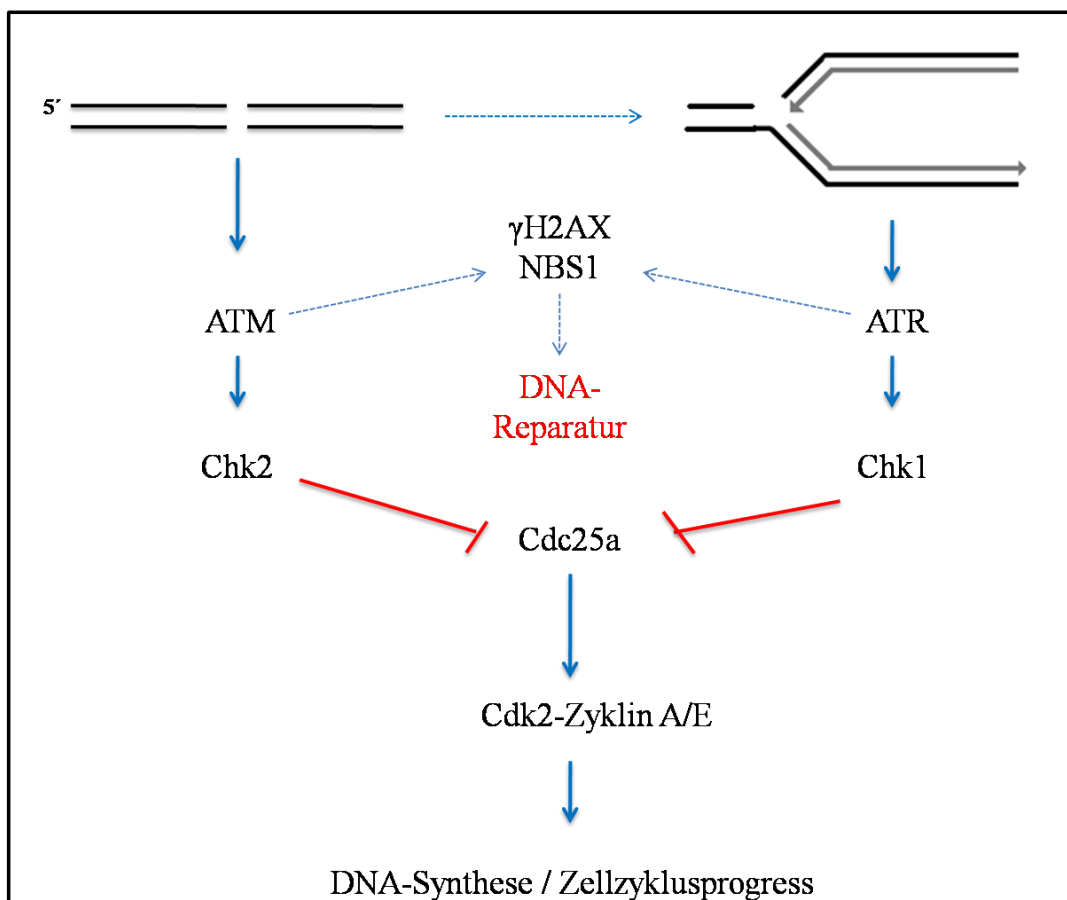 5´
γH2AX
NBS1
ATM
ATR
DNA-
Reparatur
Chk2
Chk1
Cdc25a
Cdk2-Zyklin A/E
DNA-Synthese / Zellzyklusprogress